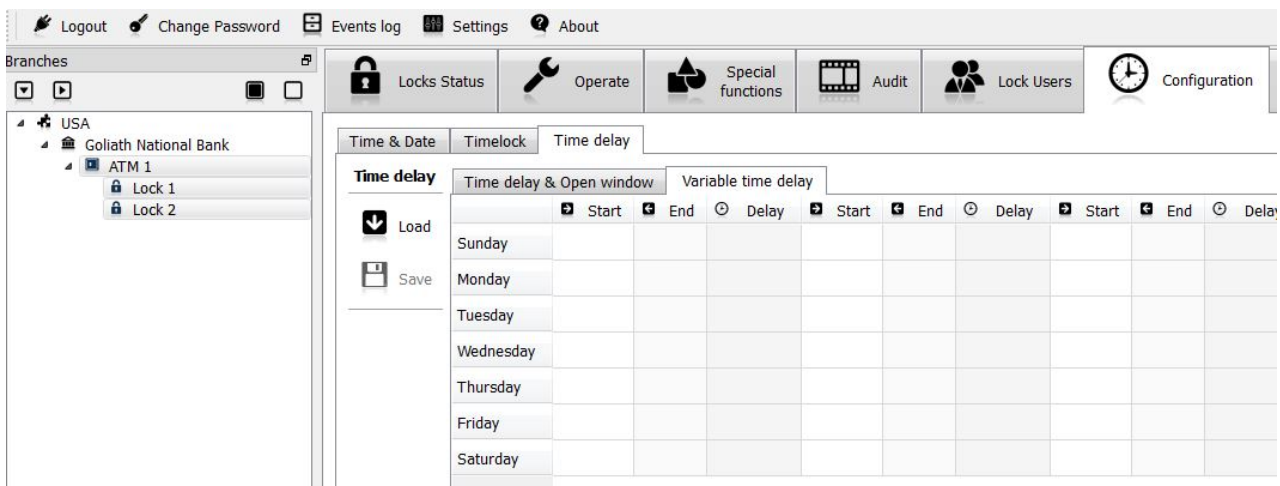 Logout Change Password Events log Settings About
Branches
USA
Goliath National Bank
ATM 1
Lock 1
Lock 2
Locks Status Operate Special functions Audit Lock Users Configuration
Time & Date Timelock Time delay
Time delay
Load
Save
Time delay & Open window Variable time delay
Start End Delay Start End Delay Start End Delay
Sunday
Monday
Tuesday
Wednesday
Thursday
Friday
Saturday